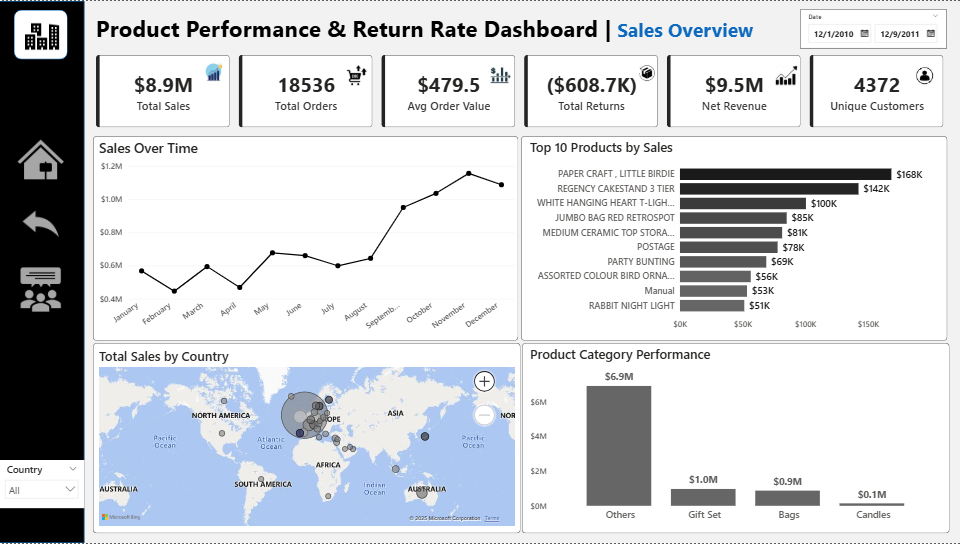 Product Performance & Return Rate Dashboard | Sales Overview
Date
12/1/2010 12/9/2011
$8.9M
Total Sales
18536
Total Orders
$479.5
Avg Order Value
($608.7K)
Total Returns
$9.5M
Net Revenue
4372
Unique Customers
Sales Over Time
$1.2M
$1.0M
$0.8M
$0.6M
$0.4M
January
February
March
April
May
June
July
August
Septemb...
October
November
December
Top 10 Products by Sales
PAPER CRAFT , LITTLE BIRDIE $168K
REGENCY CAKESTAND 3 TIER $142K
WHITE HANGING HEART T-LIGH... $100K
JUMBO BAG RED RETROSPOT $85K
MEDIUM CERAMIC TOP STORA... $81K
POSTAGE $78K
PARTY BUNTING $69K
ASSORTED COLOUR BIRD ORNA... $56K
Manual $53K
RABBIT NIGHT LIGHT $51K
$0K $50K $100K $150K
Total Sales by Country
NORTH AMERICA
ASIA
NOR
Pacific
Ocean
Atlantic
Ocean
Pacific
Ocean
AFRICA
AUSTRALIA
SOUTH AMERICA
Indian
Ocean
AUSTRALIA
Microsoft Bing
© 2025 Microsoft Corporation Terms
Product Category Performance
$6M
$4M
$2M
$0M
$6.9M
$1.0M
$0.9M
$0.1M
Others
Gift Set
Bags
Candles
Country
All